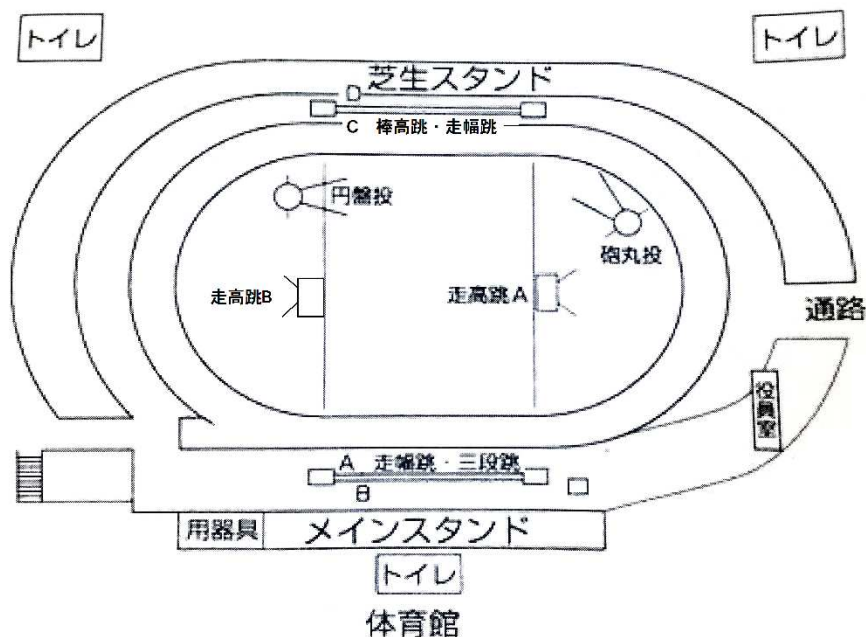 トイレ
トイレ
芝生スタンド
C 棒高跳・走幅跳
円盤投
砲丸投
走高跳B
走高跳A
通路
役員室
A 走幅跳・三段跳
B
用器具
メインスタンド
トイレ
体育館